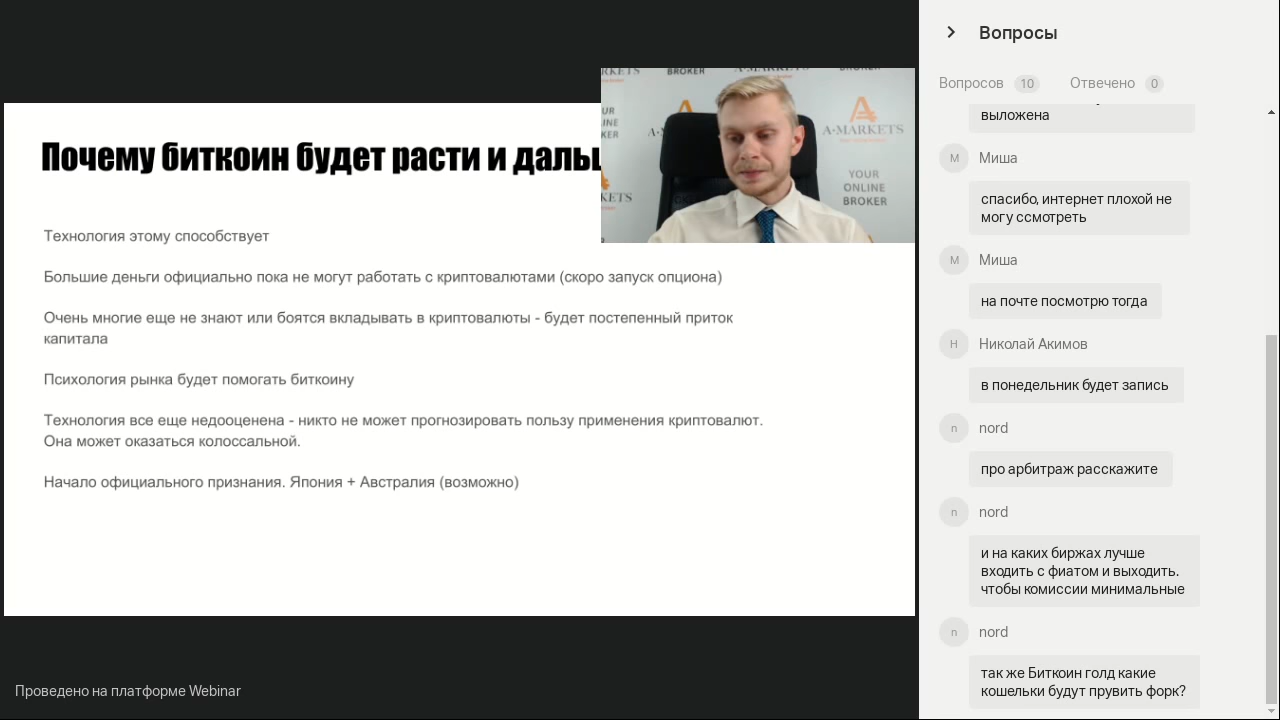 Почему биткоин будет расти и
Технология этому способствует
Большие деньги официально пока не могут работать с криптовалютами (скоро запуск опциона)
Очень многие еще не знают или боятся вкладывать в криптовалюты - будет постепенный приток
капитала
Психология рынка будет помогать биткоину
Технология все еще недооценена - никто не может прогнозировать пользу применения криптовалют.
Она может оказаться колоссальной.
Начало официального признания. Япония + Австралия (возможно)
BROKER
BROKER
A-MARKETS
YOUR
ONLINE
BROKER
Проведено на платформе Webinar
Вопросы
Вопросов 10 Отвечено 0
выложена
М Миша
спасибо, интернет плохой не
могу ссмотреть
М Миша
на почте посмотрю тогда
Н Николай Акимов
в понедельник будет запись
n nord
про арбитраж расскажите
n nord
и на каких биржах лучше
входить с фиатом и выходить.
чтобы комиссии минимальные
n nord
так же Биткоин голд какие
кошельки будут прувить форк?